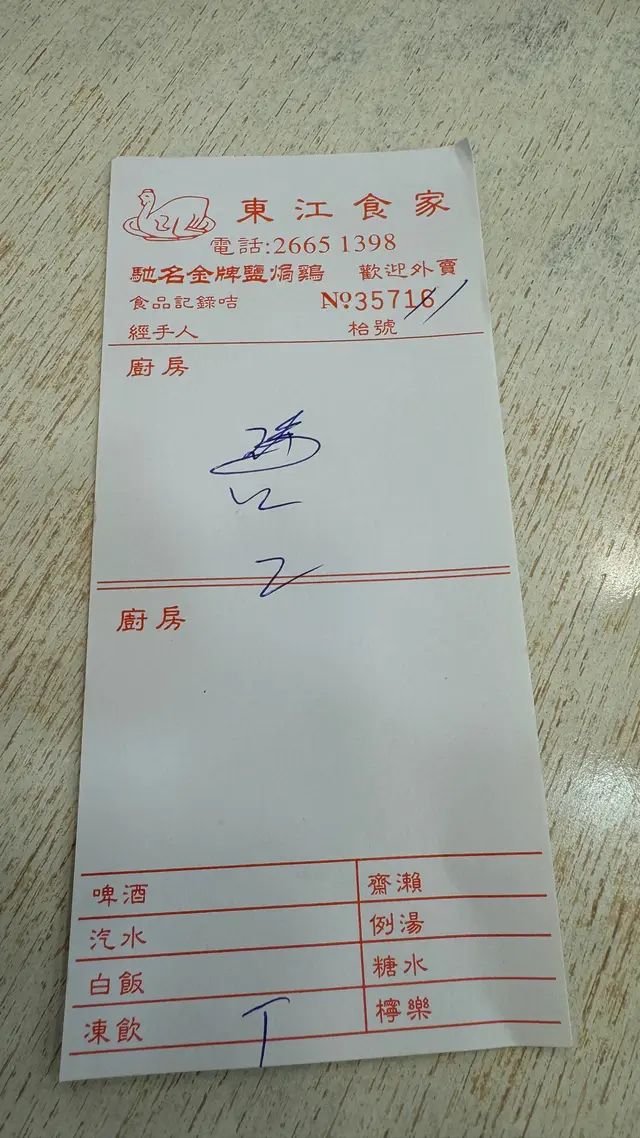 東江食家
電話:2665 1398
馳名金牌鹽焗鷄 歡迎外賣
食品記録咭 Nº35716
經手人 枱號
廚房
廚房
啤酒 齋瀨
汽水 例湯
白飯 糖水
凍飲 檸樂